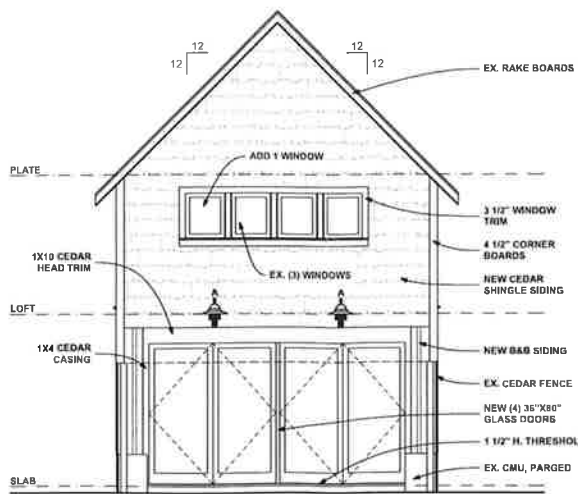 12
12
12
12
EX. RAKE BOARDS
ADD 1 WINDOW
PLATE
3 1/2" WINDOW
TRIM
4 1/2" CORNER
BOARDS
1X10 CEDAR
HEAD TRIM
EX. (3) WINDOWS
NEW CEDAR
SHINGLE SIDING
A
A
LOFT
1X4 CEDAR
CASING
NEW B&B SIDING
EX. CEDAR FENCE
NEW (4) 36"X80"
GLASS DOORS
1 1/2" H. THRESHOL
SLAB
EX. CMU, PARGED